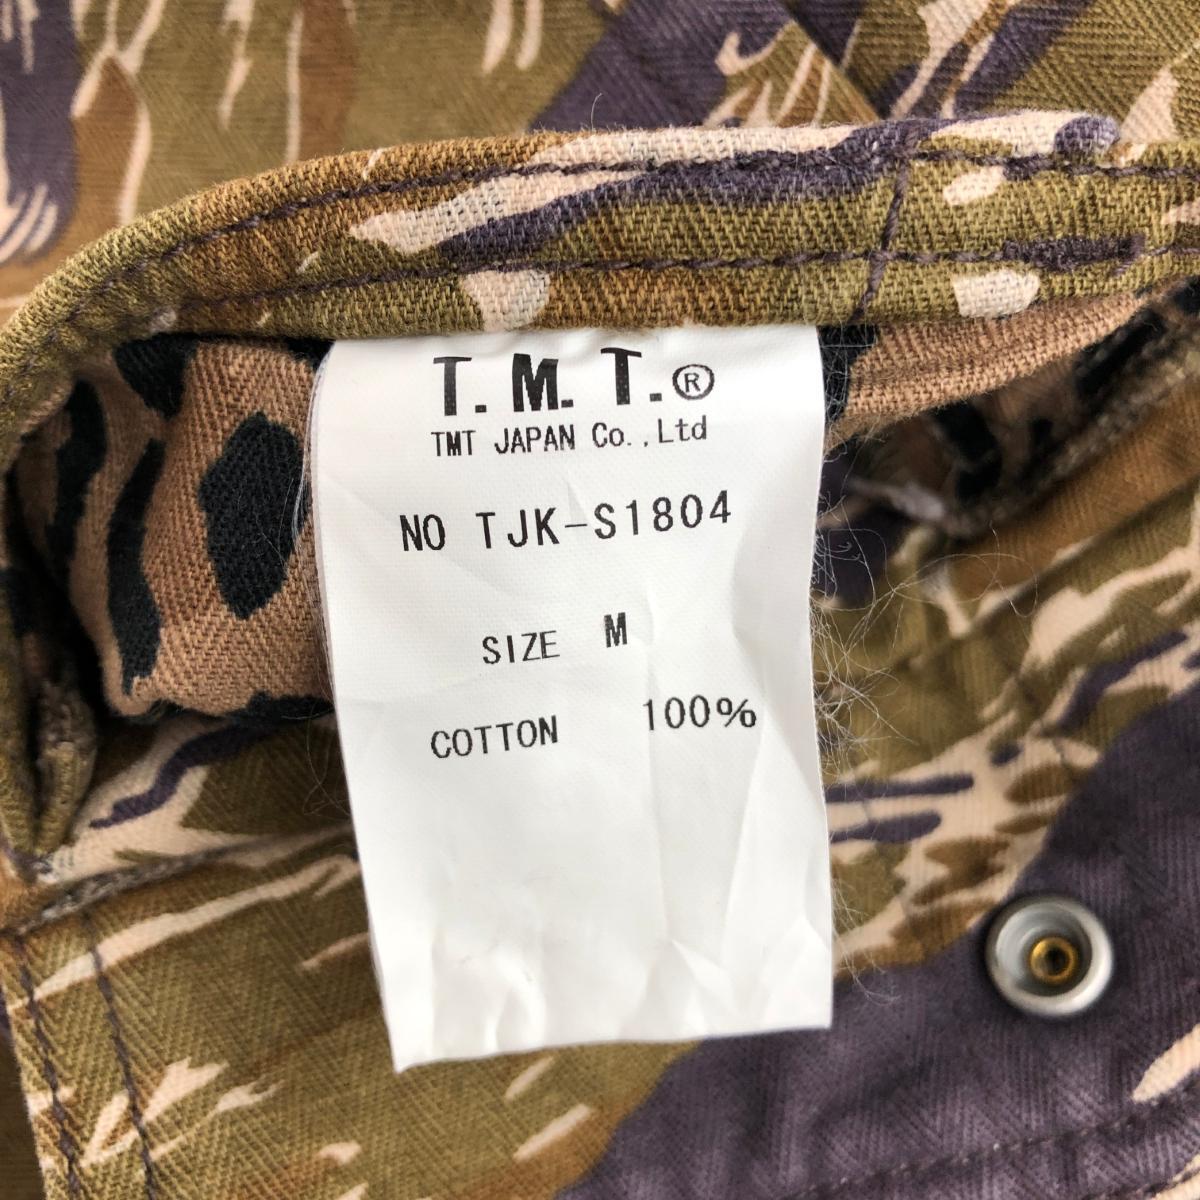 T. M. T.®
TMT JAPAN Co.,Ltd
NO TJK-S1804
SIZE M
COTTON 100%